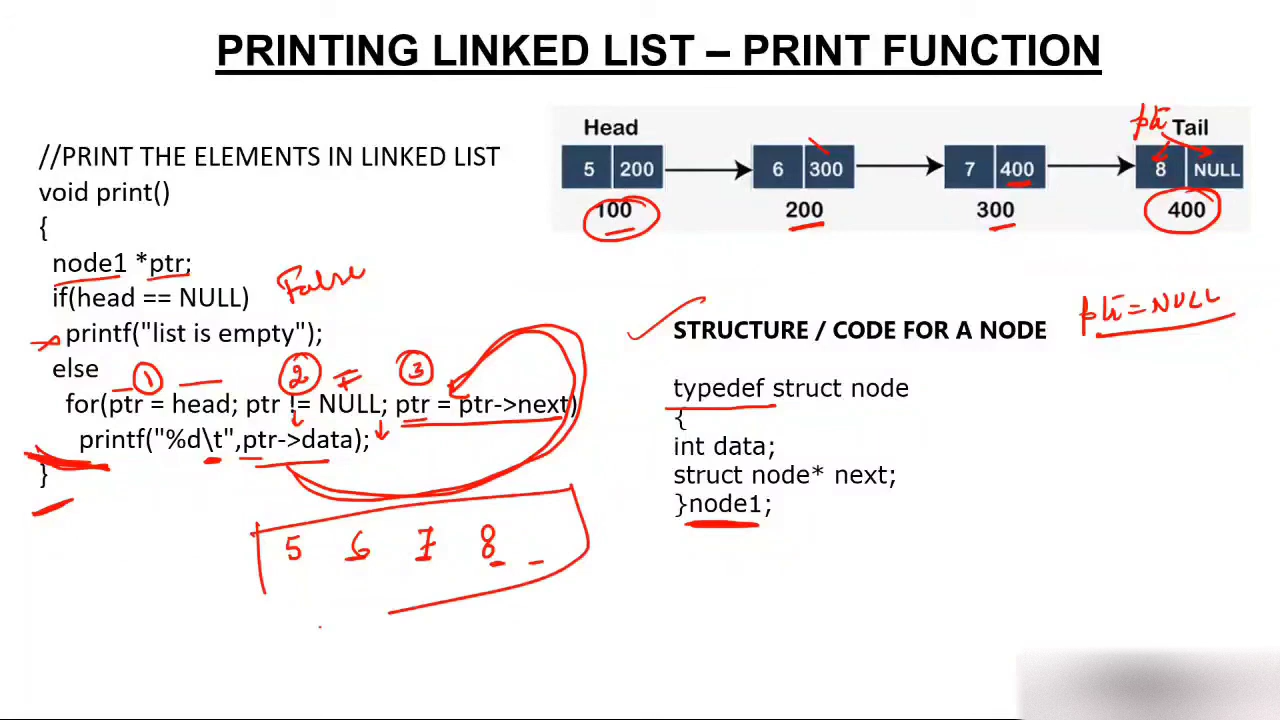 PRINTING LINKED LIST – PRINT FUNCTION
//PRINT THE ELEMENTS IN LINKED LIST
void print()
{
node1 *ptr;
if(head == NULL) False
printf("list is empty");
else
1 2 3
for(ptr = head; ptr != NULL; ptr = ptr->next)
printf("%d\t",ptr->data);
}
5 6 7 8
Head ptr Tail
5 200 6 300 7 400 8 NULL
100 200 300 400
ptr = NULL
STRUCTURE / CODE FOR A NODE
typedef struct node
{
int data;
struct node* next;
}node1;